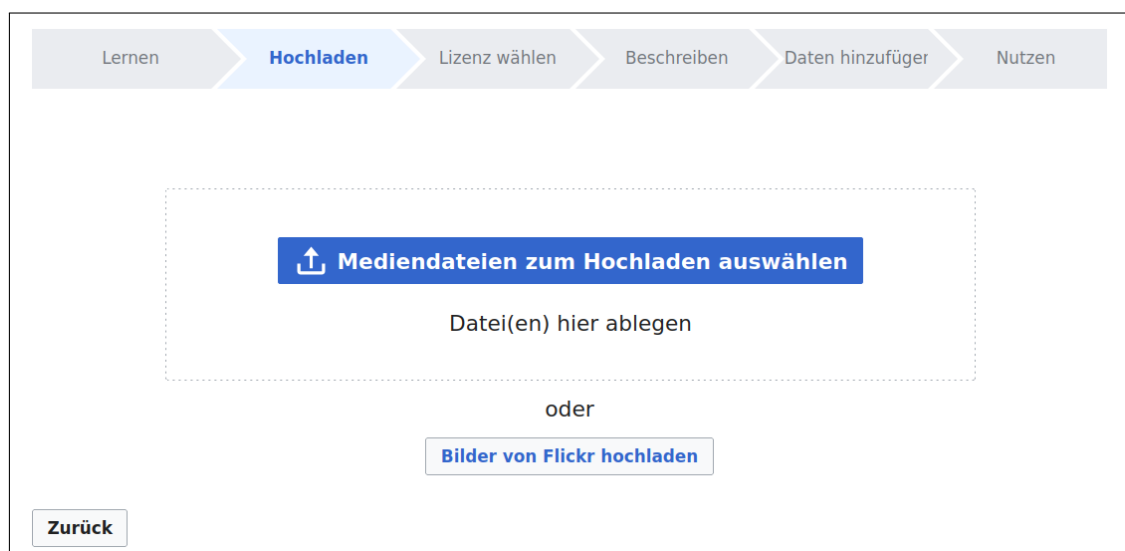 Lernen
Hochladen
Lizenz wählen
Beschreiben
Daten hinzufüger
Nutzen
Mediendateien zum Hochladen auswählen
Datei(en) hier ablegen
oder
Bilder von Flickr hochladen
Zurück